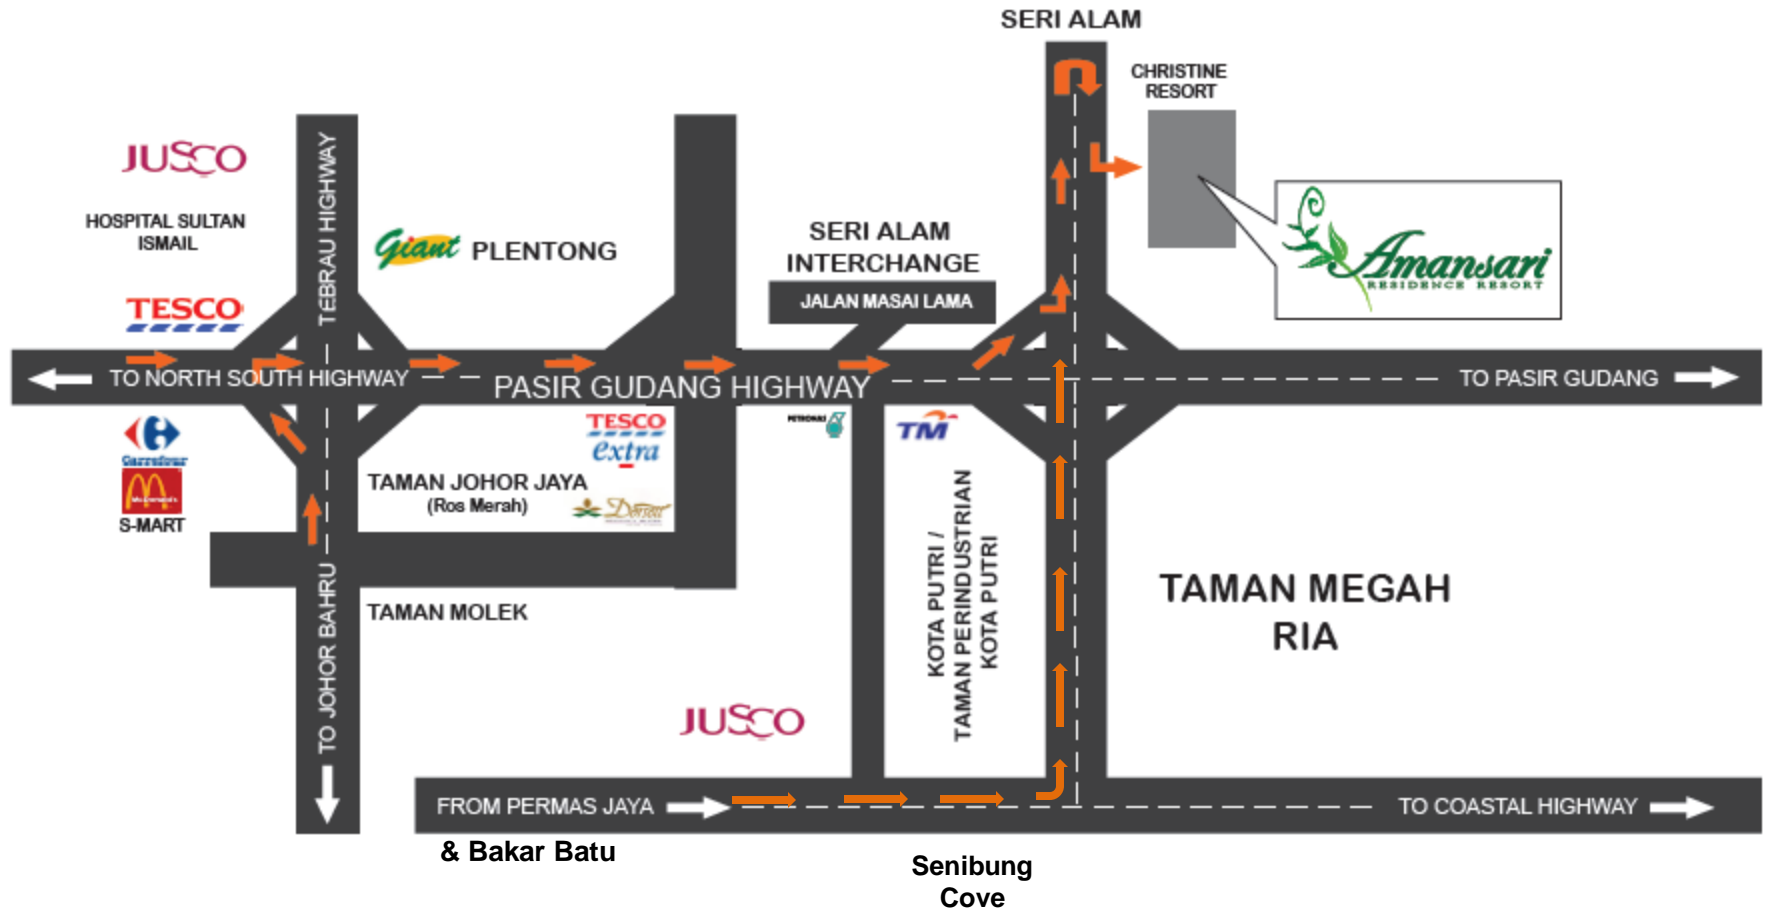 SERI ALAM
CHRISTINE
RESORT
JUSCO
HOSPITAL SULTAN
ISMAIL
TEBRAU HIGHWAY
Giant PLENTONG
SERI ALAM
INTERCHANGE
JALAN MASAI LAMA
Amansari
RESIDENCE RESORT
TESCO
TO NORTH SOUTH HIGHWAY
PASIR GUDANG HIGHWAY
TO PASIR GUDANG
Carrefour
McDonald's
S-MART
TESCO
extra
PETRONAS
TM
TAMAN JOHOR JAYA
(Ros Merah)
Dorsett
KOTA PUTRI /
TAMAN PERINDUSTRIAN
KOTA PUTRI
TAMAN MEGAH
RIA
TAMAN MOLEK
TO JOHOR BAHRU
JUSCO
FROM PERMAS JAYA
TO COASTAL HIGHWAY
& Bakar Batu
Senibung
Cove